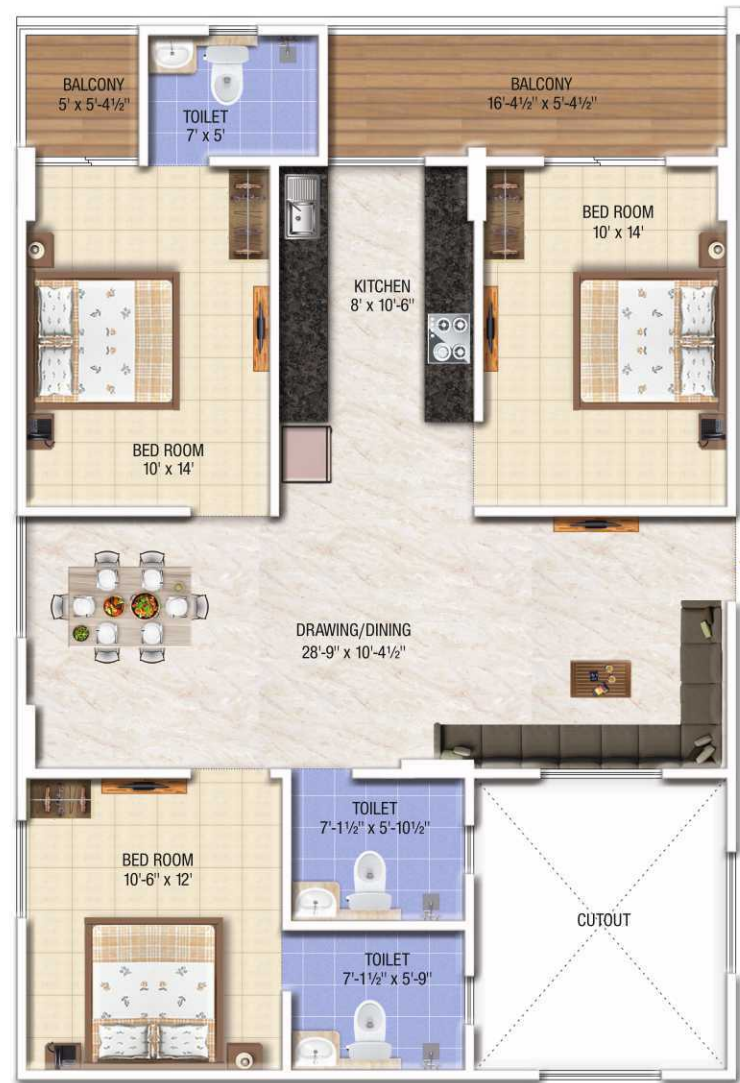 BALCONY
5' x 5'-4½"
TOILET
7' x 5'
BALCONY
16'-4½" x 5'-4½"
BED ROOM
10' x 14'
KITCHEN
8' x 10'-6"
BED ROOM
10' x 14'
DRAWING/DINING
28'-9" x 10'-4½"
TOILET
7'-1½" x 5'-10½"
BED ROOM
10'-6" x 12'
CUTOUT
TOILET
7'-1½" x 5'-9"